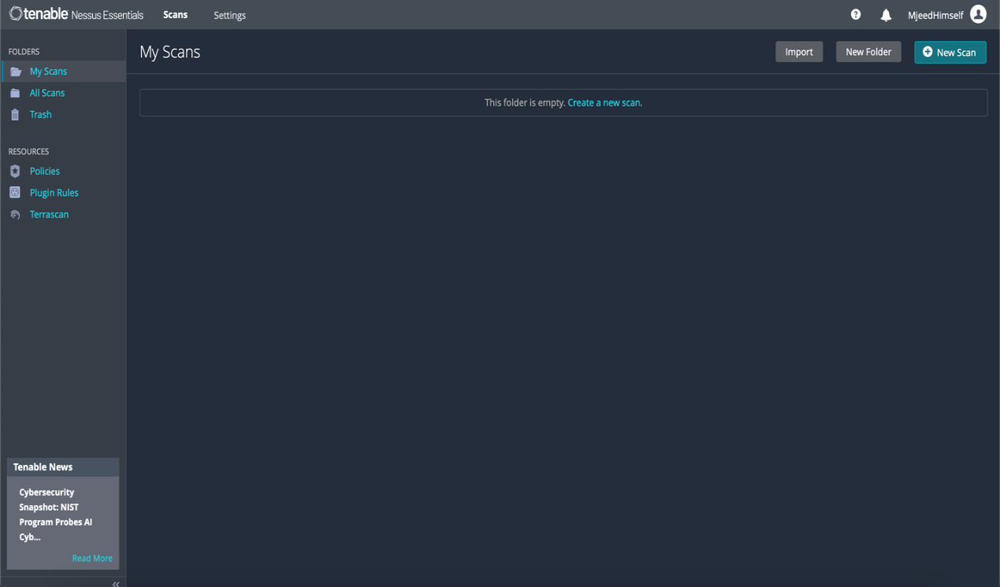 tenable Nessus Essentials Scans Settings ? MjeedHimself
FOLDERS
My Scans
All Scans
Trash
RESOURCES
Policies
Plugin Rules
Terrascan
Tenable News
Cybersecurity
Snapshot: NIST
Program Probes AI
Cyb...
Read More
My Scans
Import New Folder New Scan
This folder is empty. Create a new scan.